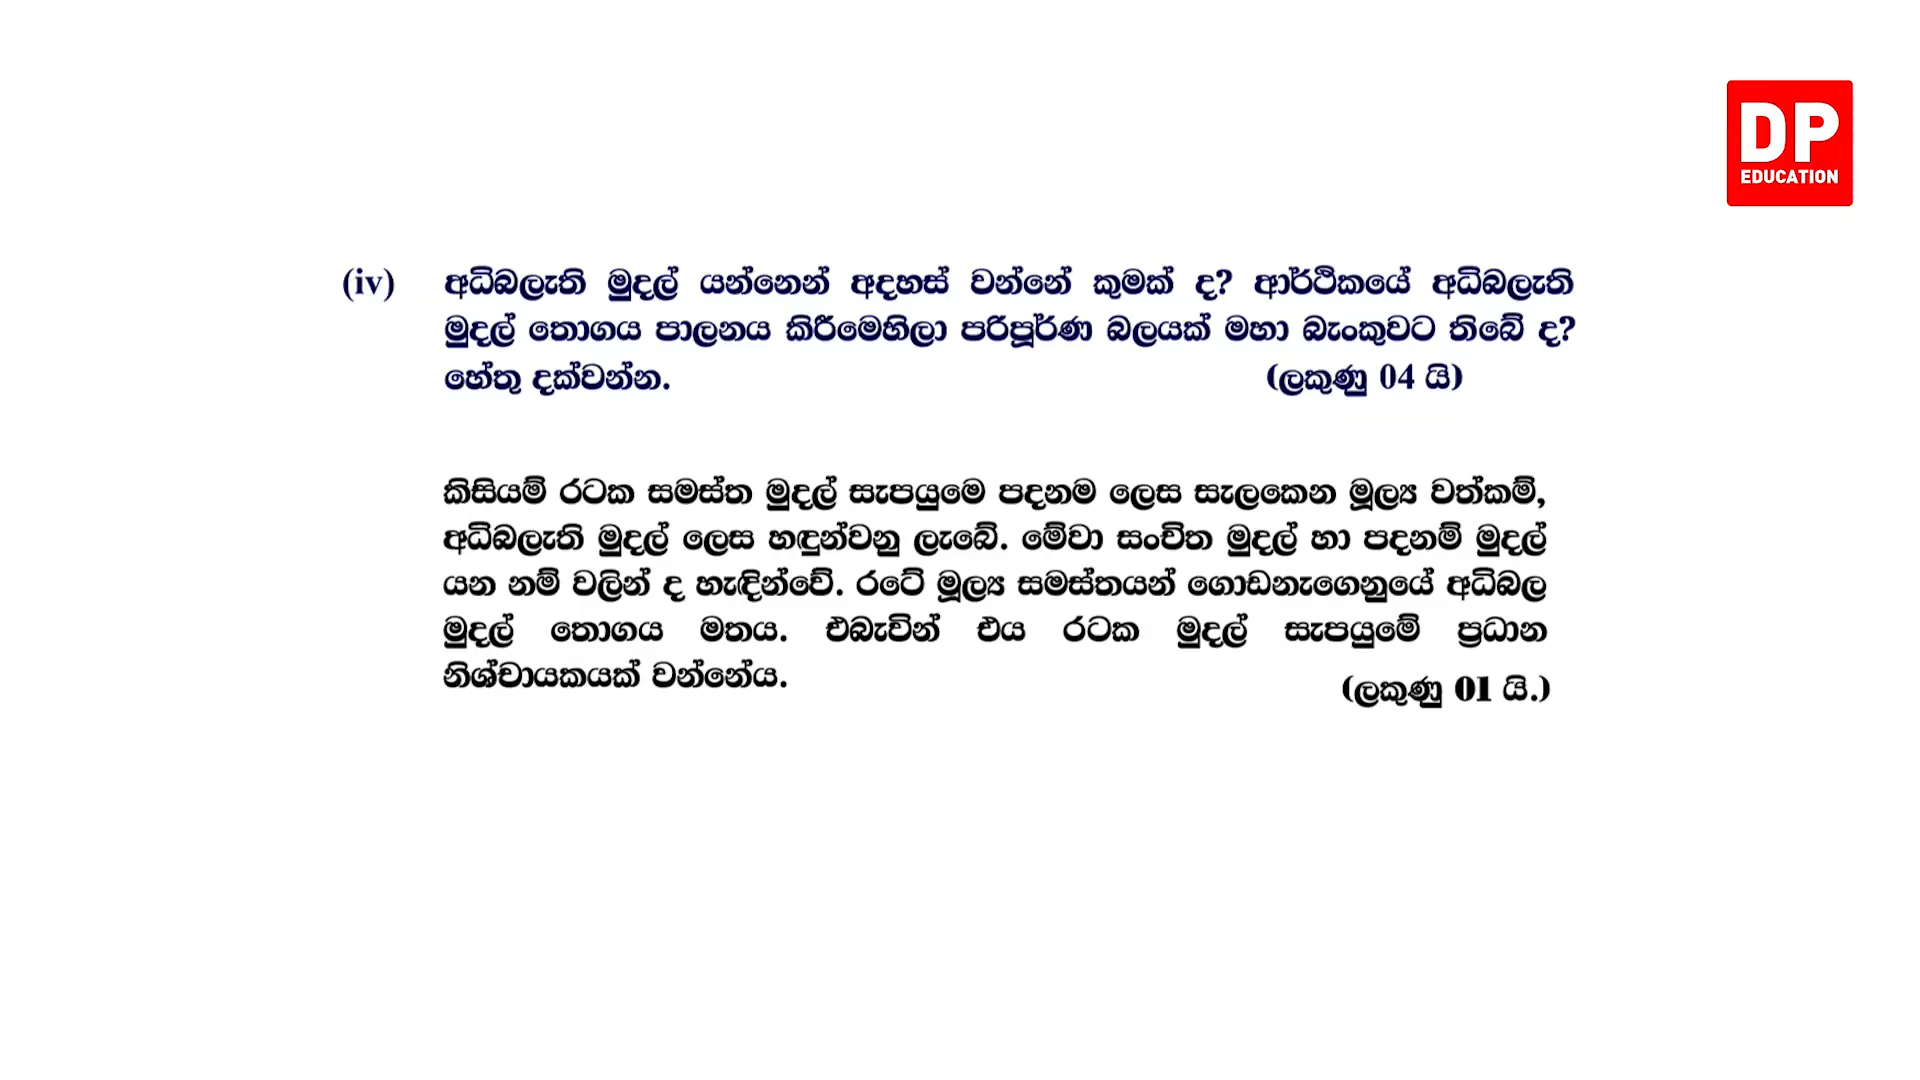 DP
EDUCATION
(iv) අධිබලැති මුදල් යන්නෙන් අදහස් වන්නේ කුමක් ද? ආර්ථිකයේ අධිබලැති
මුදල් තොගය පාලනය කිරීමෙහිලා පරිපූර්ණ බලයක් මහා බැංකුවට තිබේ ද?
හේතු දක්වන්න. (ලකුණු 04 යි)
කිසියම් රටක සමස්ත මුදල් සැපයුමෙ පදනම ලෙස සැලකෙන මූල්‍ය වත්කම්,
අධිබලැති මුදල් ලෙස හඳුන්වනු ලැබේ. මේවා සංචිත මුදල් හා පදනම් මුදල්
යන නම් වලින් ද හැඳින්වේ. රටේ මූල්‍ය සමස්තයන් ගොඩනැගෙනුයේ අධිබල
මුදල් තොගය මතය. එබැවින් එය රටක මුදල් සැපයුමේ ප්‍රධාන
නිශ්චායකයක් වන්නේය.
(ලකුණු 01 යි.)